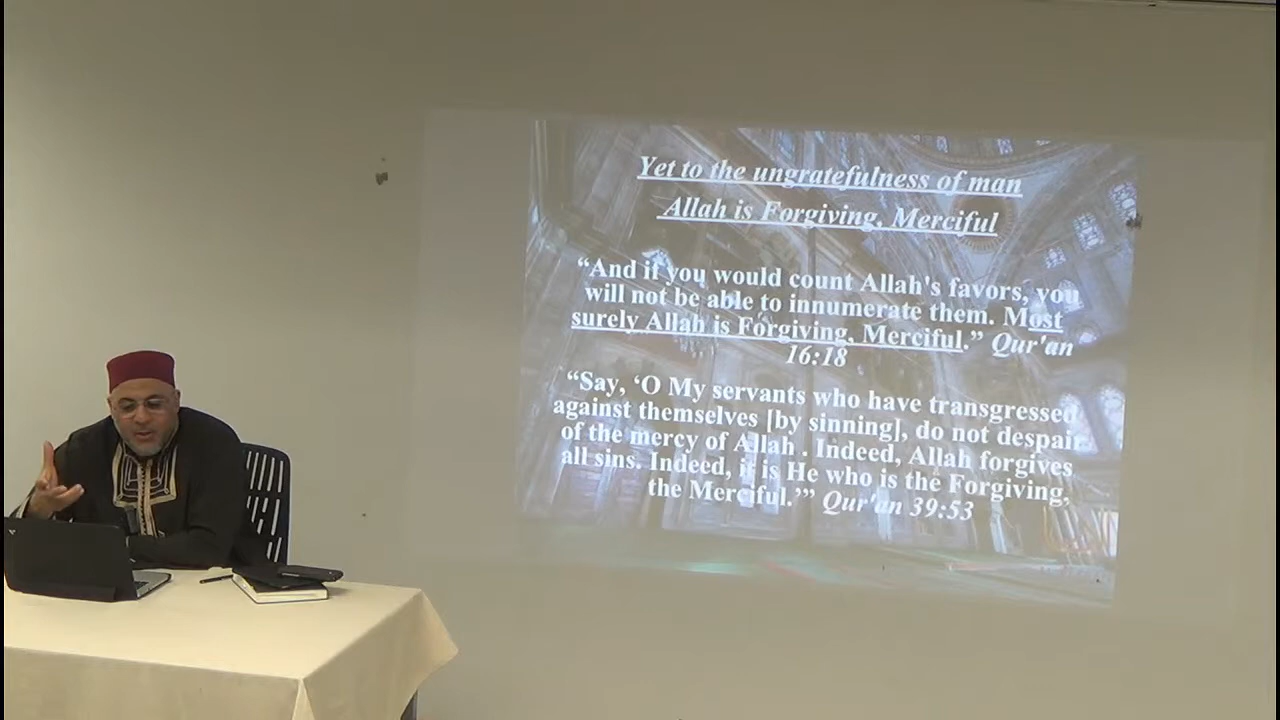 Yet to the ungratefulness of man
Allah is Forgiving, Merciful
“And if you would count Allah's favors, you
will not be able to innumerate them. Most
surely Allah is Forgiving, Merciful.” Qur'an
16:18
“Say, ‘O My servants who have transgressed
against themselves [by sinning], do not despair
of the mercy of Allah . Indeed, Allah forgives
all sins. Indeed, it is He who is the Forgiving,
the Merciful.’” Qur'an 39:53